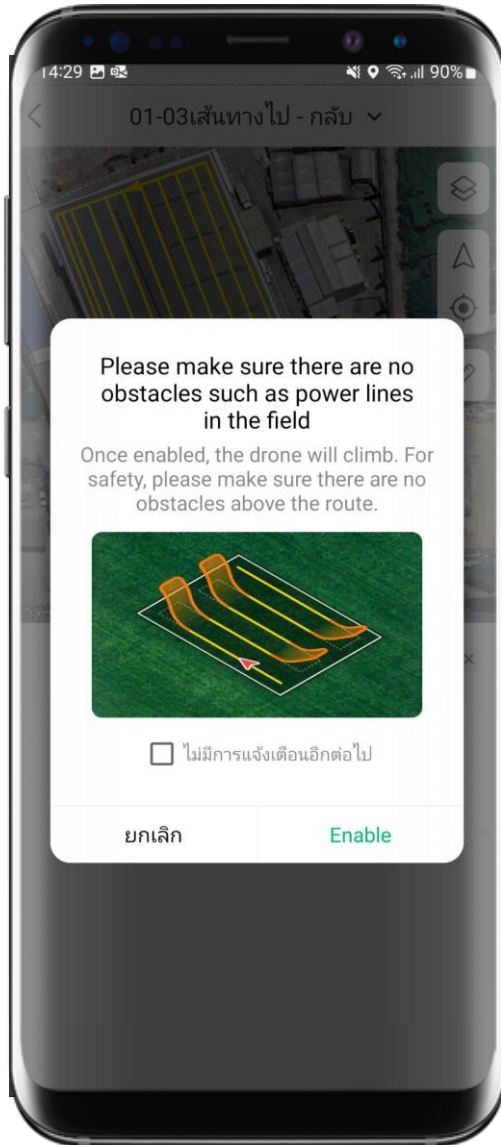 14:29 90%
01-03เส้นทางไป - กลับ
Please make sure there are no
obstacles such as power lines
in the field
Once enabled, the drone will climb. For
safety, please make sure there are no
obstacles above the route.
ไม่มีการแจ้งเตือนอีกต่อไป
ยกเลิก Enable